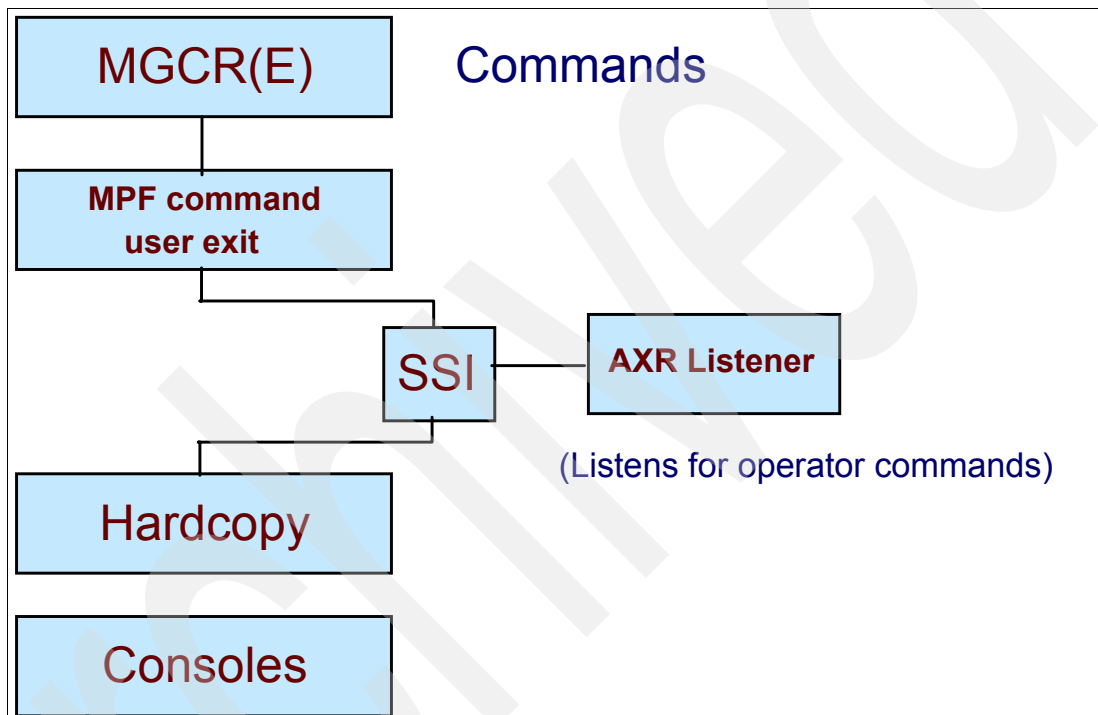 MGCR(E)
Commands
MPF command
user exit
SSI
AXR Listener
(Listens for operator commands)
Hardcopy
Consoles